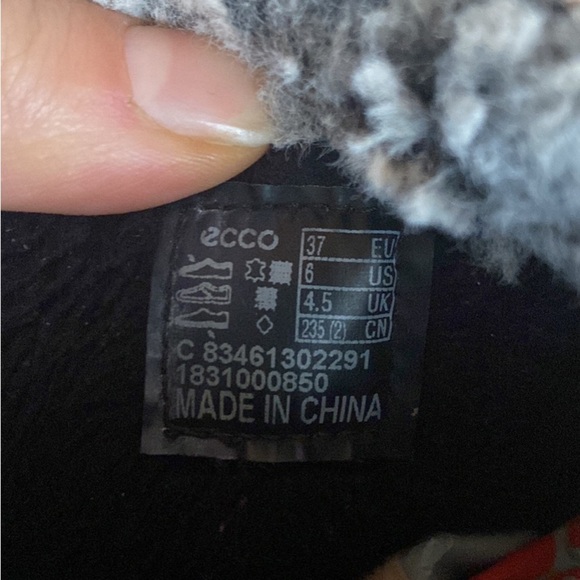 ecco
37 EU
6 US
4.5 UK
235 (2) CN
C 83461302291
1831000850
MADE IN CHINA